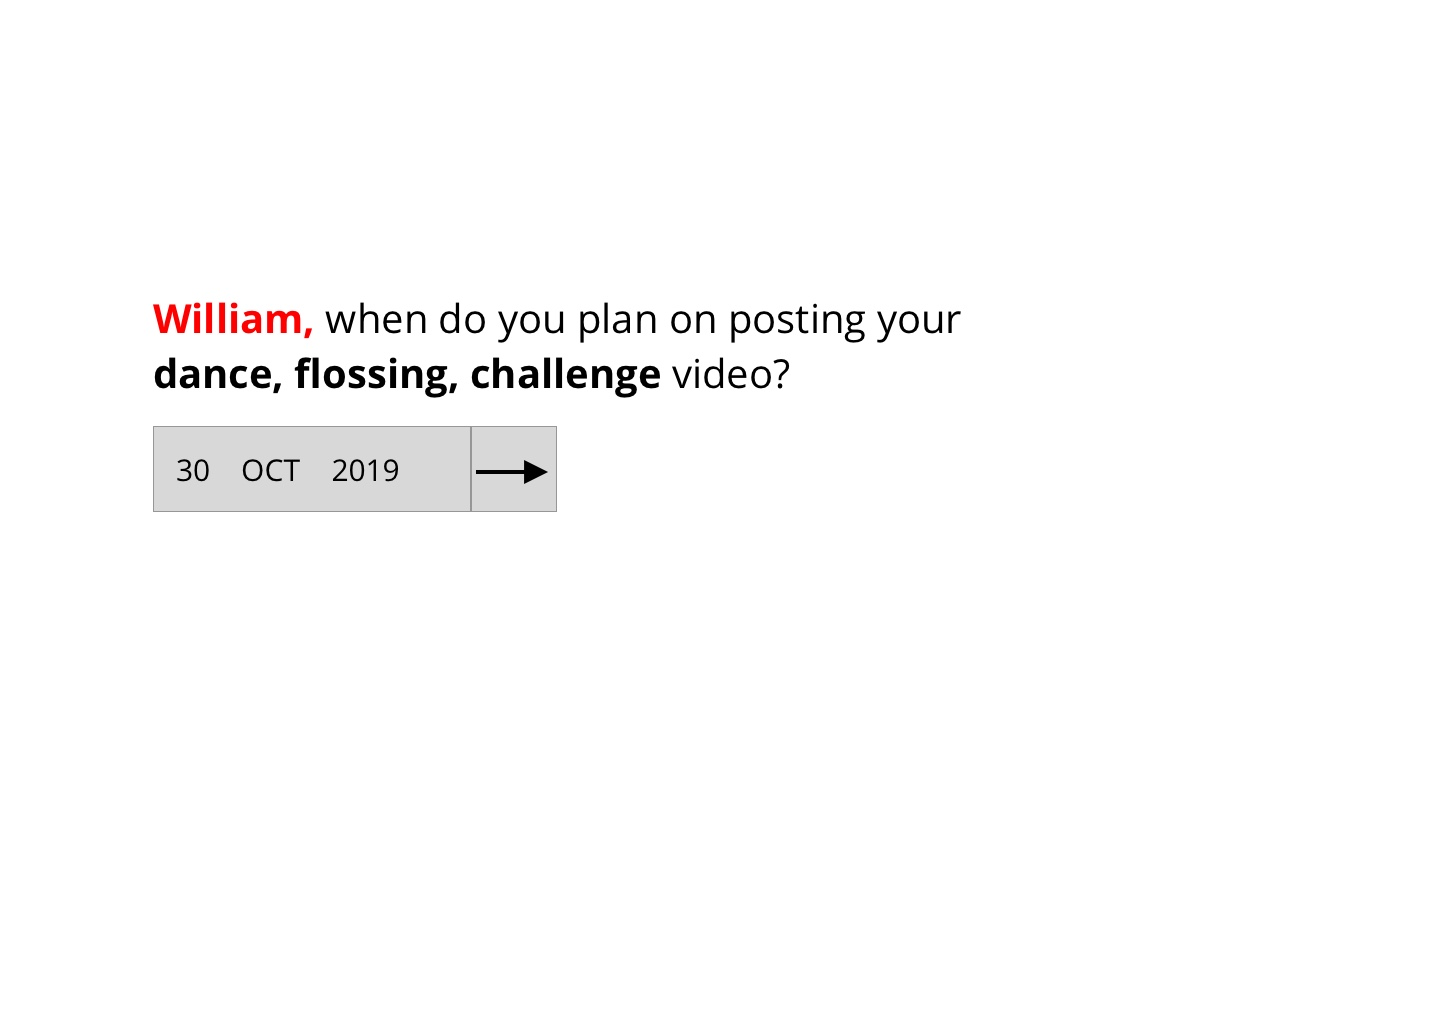 William, when do you plan on posting your
dance, flossing, challenge video?
30 OCT 2019